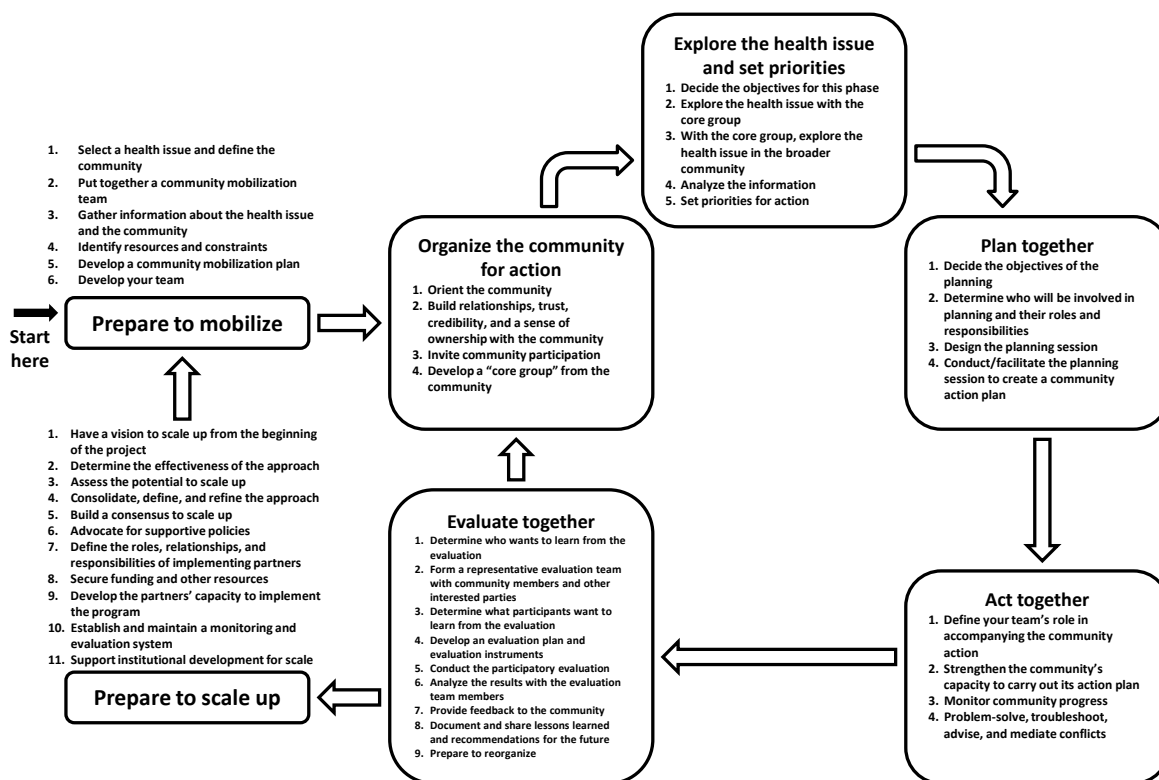 Explore the health issue
and set priorities
1. Decide the objectives for this phase
2. Explore the health issue with the
core group
3. With the core group, explore the
health issue in the broader
community
4. Analyze the information
5. Set priorities for action
1. Select a health issue and define the
community
2. Put together a community mobilization
team
3. Gather information about the health issue
and the community
4. Identify resources and constraints
5. Develop a community mobilization plan
6. Develop your team
Start
here
Prepare to mobilize
Organize the community
for action
1. Orient the community
2. Build relationships, trust,
credibility, and a sense of
ownership with the community
3. Invite community participation
4. Develop a “core group” from the
community
Plan together
1. Decide the objectives of the
planning
2. Determine who will be involved in
planning and their roles and
responsibilities
3. Design the planning session
4. Conduct/facilitate the planning
session to create a community
action plan
1. Have a vision to scale up from the beginning
of the project
2. Determine the effectiveness of the approach
3. Assess the potential to scale up
4. Consolidate, define, and refine the approach
5. Build a consensus to scale up
6. Advocate for supportive policies
7. Define the roles, relationships, and
responsibilities of implementing partners
8. Secure funding and other resources
9. Develop the partners’ capacity to implement
the program
10. Establish and maintain a monitoring and
evaluation system
11. Support institutional development for scale
Prepare to scale up
Evaluate together
1. Determine who wants to learn from the
evaluation
2. Form a representative evaluation team
with community members and other
interested parties
3. Determine what participants want to
learn from the evaluation
4. Develop an evaluation plan and
evaluation instruments
5. Conduct the participatory evaluation
6. Analyze the results with the evaluation
team members
7. Provide feedback to the community
8. Document and share lessons learned
and recommendations for the future
9. Prepare to reorganize
Act together
1. Define your team’s role in
accompanying the community
action
2. Strengthen the community’s
capacity to carry out its action plan
3. Monitor community progress
4. Problem-solve, troubleshoot,
advise, and mediate conflicts